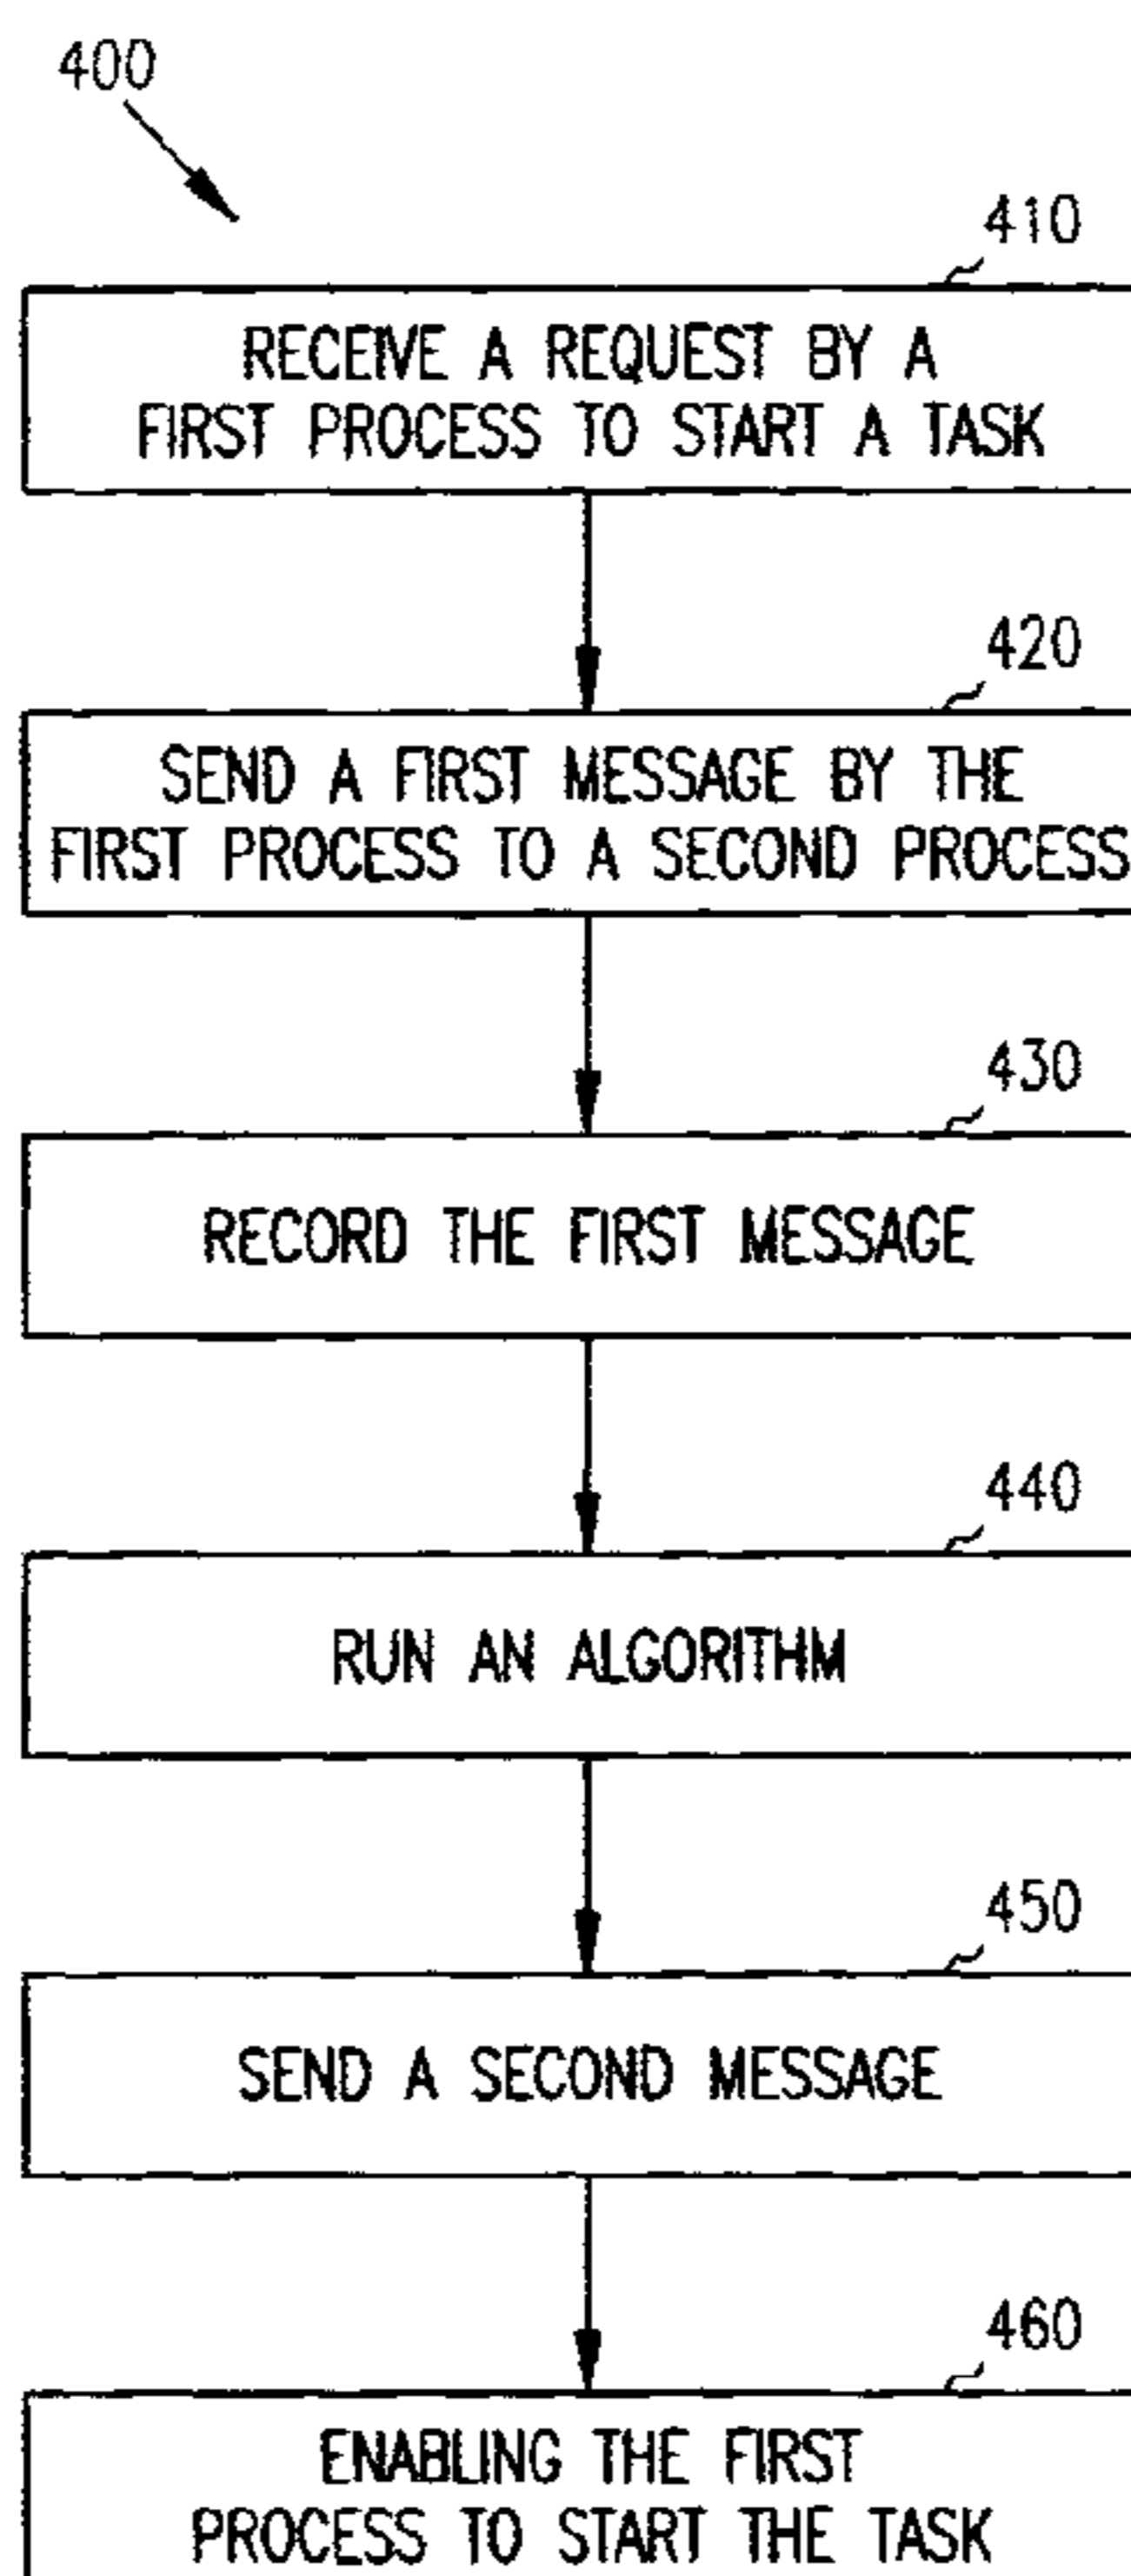 400
410
RECEIVE A REQUEST BY A
FIRST PROCESS TO START A TASK
420
SEND A FIRST MESSAGE BY THE
FIRST PROCESS TO A SECOND PROCESS
430
RECORD THE FIRST MESSAGE
440
RUN AN ALGORITHM
450
SEND A SECOND MESSAGE
460
ENABLING THE FIRST
PROCESS TO START THE TASK